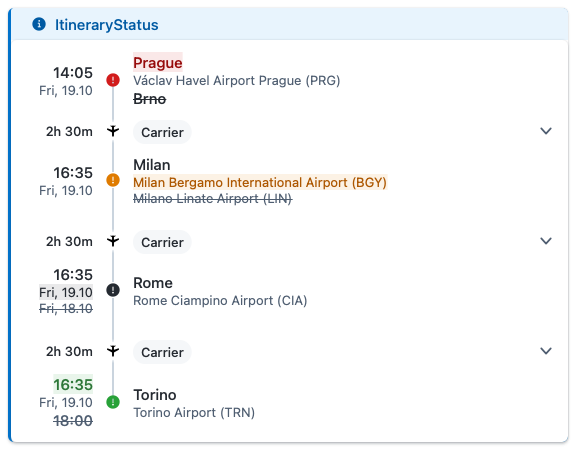 ItineraryStatus
14:05
Fri, 19.10
Prague
Václav Havel Airport Prague (PRG)
Brno
2h 30m
Carrier
16:35
Fri, 19.10
Milan
Milan Bergamo International Airport (BGY)
Milano Linate Airport (LIN)
2h 30m
Carrier
16:35
Fri, 19.10
Fri, 18.10
Rome
Rome Ciampino Airport (CIA)
2h 30m
Carrier
16:35
Fri, 19.10
18:00
Torino
Torino Airport (TRN)